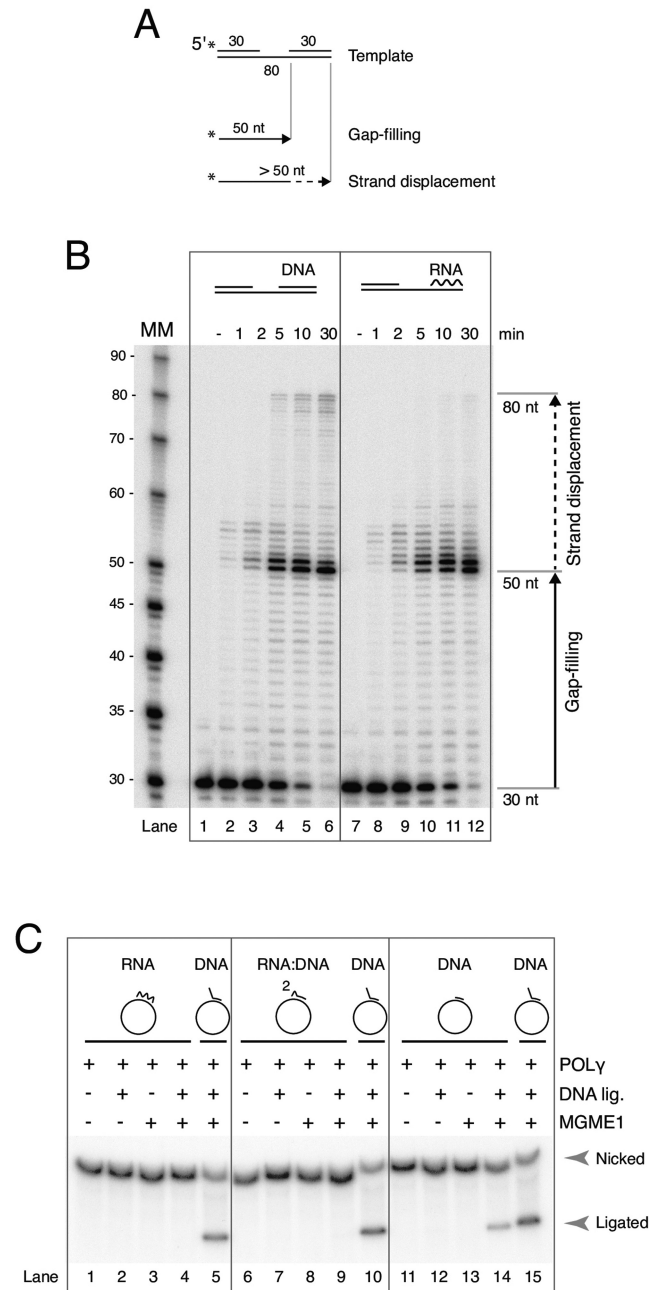 A
5'* 30 30
Template
80
* 50 nt
Gap-filling
* > 50 nt
Strand displacement
B
DNA RNA
MM - 1 2 5 10 30 - 1 2 5 10 30 min
90 -
80 -
80 nt
70 -
60 -
Strand displacement
50 -
50 nt
45 -
40 -
Gap-filling
35 -
30 -
30 nt
Lane 1 2 3 4 5 6 7 8 9 10 11 12
C
RNA DNA RNA:DNA DNA DNA DNA
2
+ + + + + + + + + + + + + + + POLγ
- + - + + - + - + + - + - + + DNA lig.
- - + + + - - + + + - - + + + MGME1
Nicked
Ligated
Lane 1 2 3 4 5 6 7 8 9 10 11 12 13 14 15